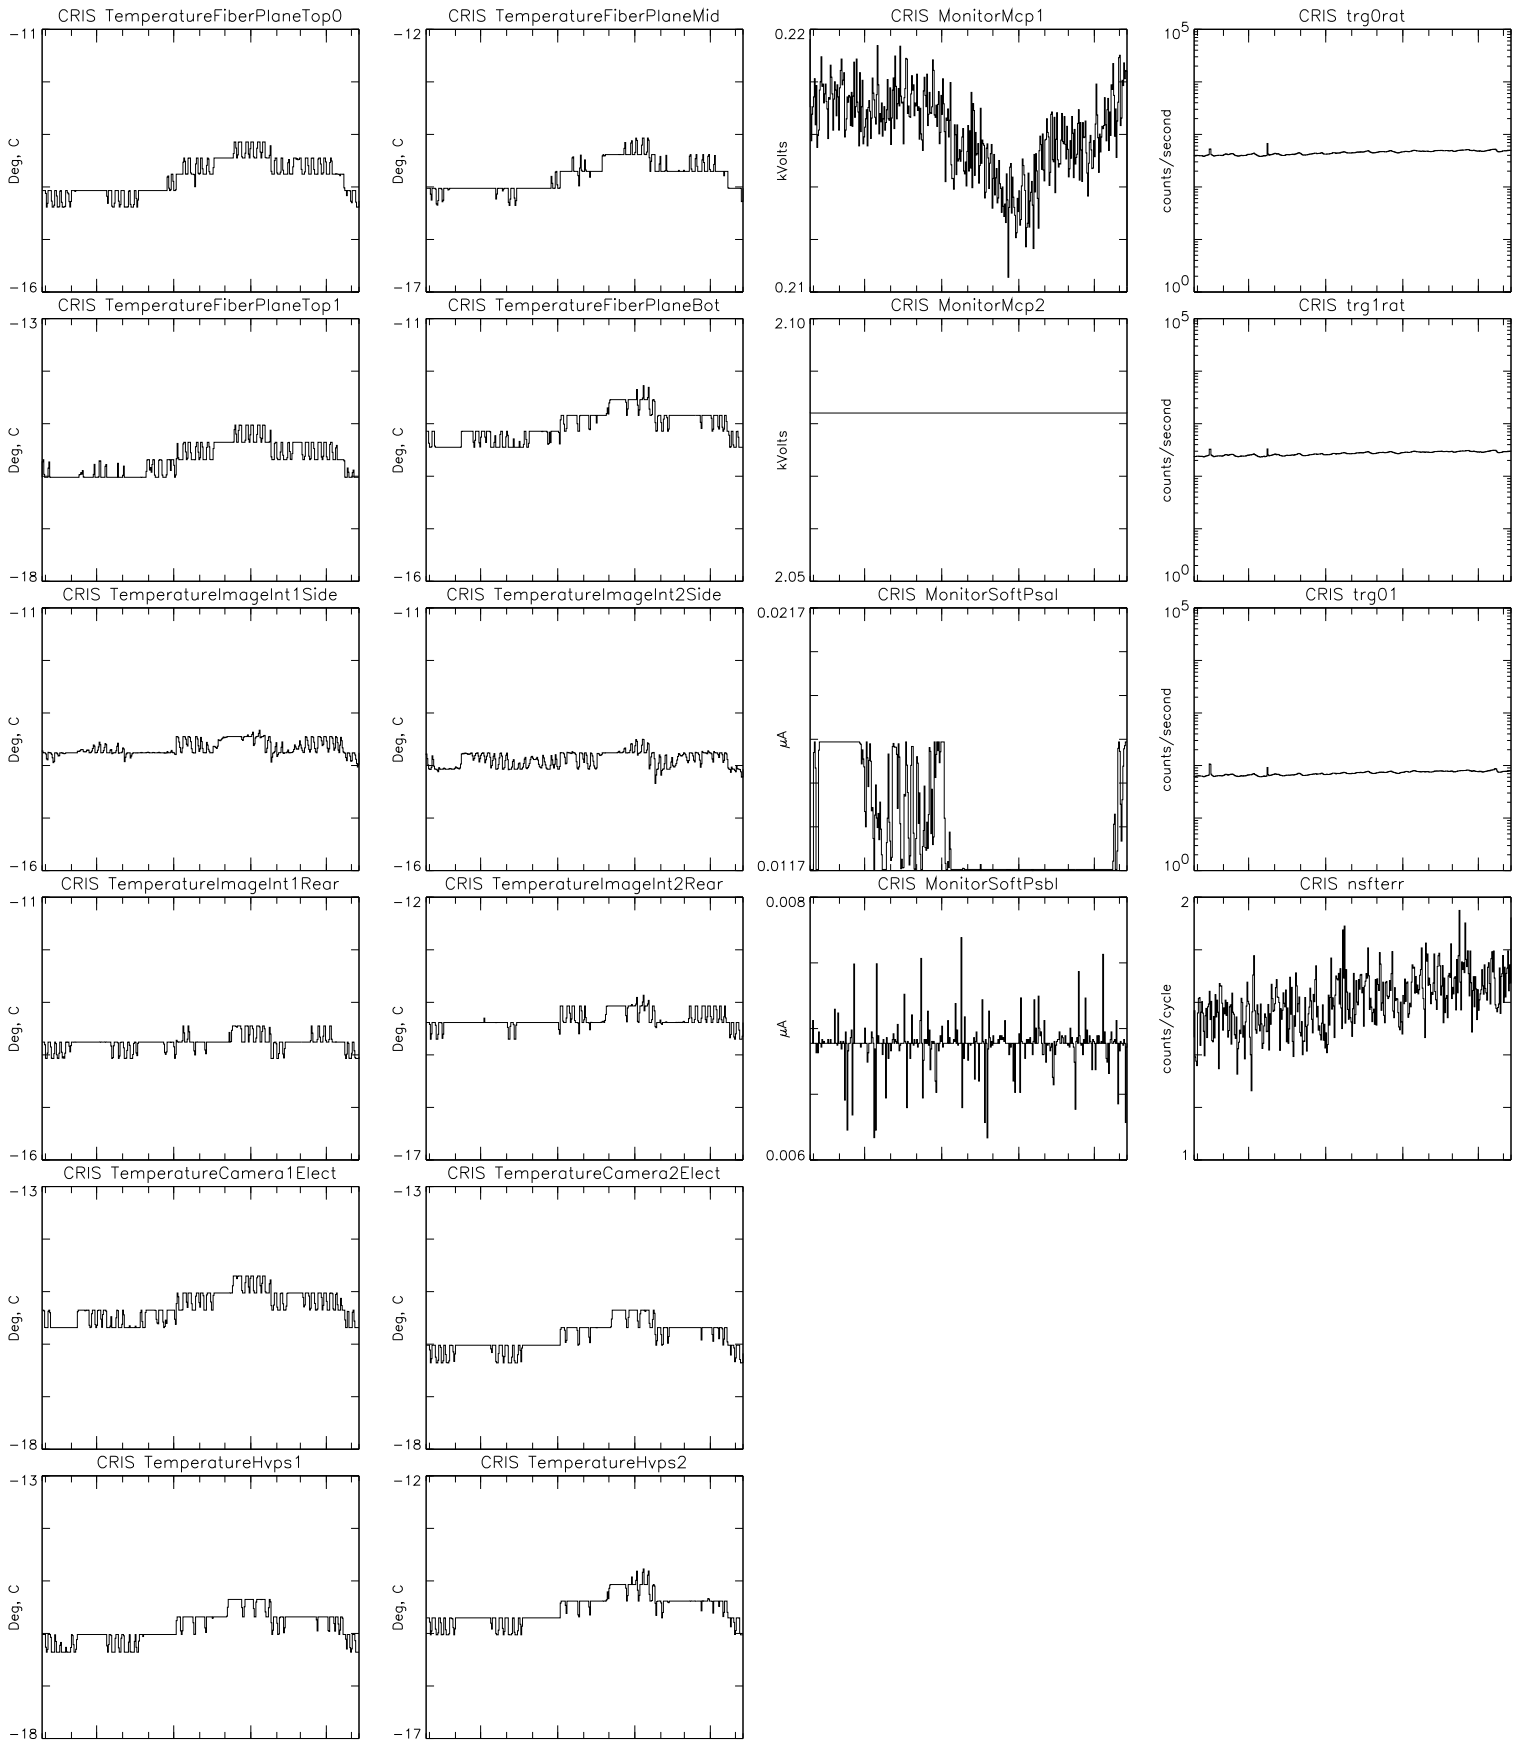 CRIS TemperatureFiberPlaneTop0
-11
Deg, C
-16
CRIS TemperatureFiberPlaneMid
-12
Deg, C
-17
CRIS MonitorMcp1
0.22
kVolts
0.21
CRIS trg0rat
10^5
counts/second
10^0
CRIS TemperatureFiberPlaneTop1
-13
Deg, C
-18
CRIS TemperatureFiberPlaneBot
-11
Deg, C
-16
CRIS MonitorMcp2
2.10
kVolts
2.05
CRIS trg1rat
10^5
counts/second
10^0
CRIS TemperatureImageInt1Side
-11
Deg, C
-16
CRIS TemperatureImageInt2Side
-11
Deg, C
-16
CRIS MonitorSoftPsaI
0.0217
μA
0.0117
CRIS trg01
10^5
counts/second
10^0
CRIS TemperatureImageInt1Rear
-11
Deg, C
-16
CRIS TemperatureImageInt2Rear
-12
Deg, C
-17
CRIS MonitorSoftPsbI
0.008
μA
0.006
CRIS nsfterr
2
counts/cycle
1
CRIS TemperatureCamera1Elect
-13
Deg, C
-18
CRIS TemperatureCamera2Elect
-13
Deg, C
-18
CRIS TemperatureHvps1
-13
Deg, C
-18
CRIS TemperatureHvps2
-12
Deg, C
-17